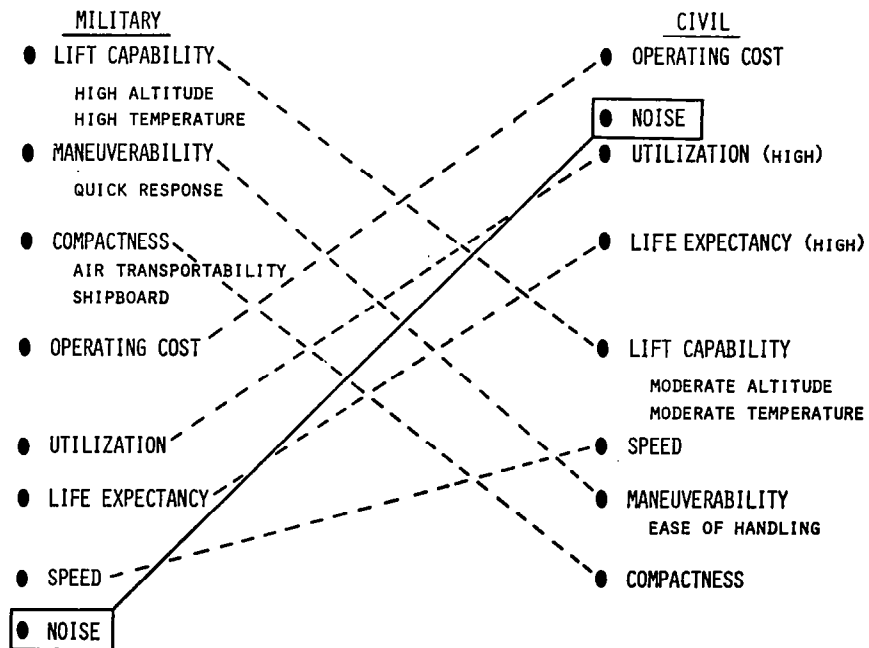 MILITARY
● LIFT CAPABILITY
HIGH ALTITUDE
HIGH TEMPERATURE
● MANEUVERABILITY
QUICK RESPONSE
● COMPACTNESS
AIR TRANSPORTABILITY
SHIPBOARD
● OPERATING COST
● UTILIZATION
● LIFE EXPECTANCY
● SPEED
● NOISE
CIVIL
● OPERATING COST
● NOISE
● UTILIZATION (HIGH)
● LIFE EXPECTANCY (HIGH)
● LIFT CAPABILITY
MODERATE ALTITUDE
MODERATE TEMPERATURE
● SPEED
● MANEUVERABILITY
EASE OF HANDLING
● COMPACTNESS